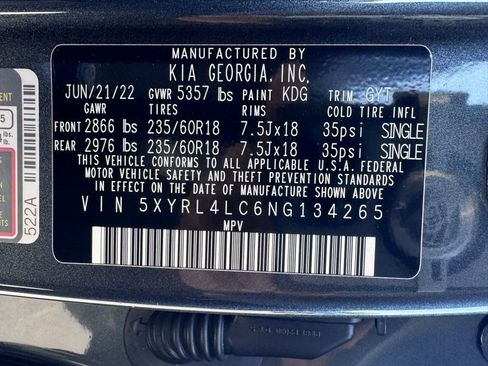 MANUFACTURED BY
KIA GEORGIA, INC,
JUN/21/22 GVWR 5357 lbs PAINT KDG TRIM GYT
GAWR TIRES RIMS COLD TIRE INFL
FRONT 2866 lbs 235/60R18 7.5Jx18 35psi SINGLE
REAR 2976 lbs 235/60R18 7.5Jx18 35psi SINGLE
THIS VEHICLE CONFORMS TO ALL APPLICABLE U.S.A. FEDERAL
MOTOR VEHICLE SAFETY AND THEFT PREVENTION STANDARDS
IN EFFECT ON THE DATE OF MANUFACTURE SHOWN ABOVE.
VIN 5XYRL4LC6NG134265
MPV
522A
lbs.